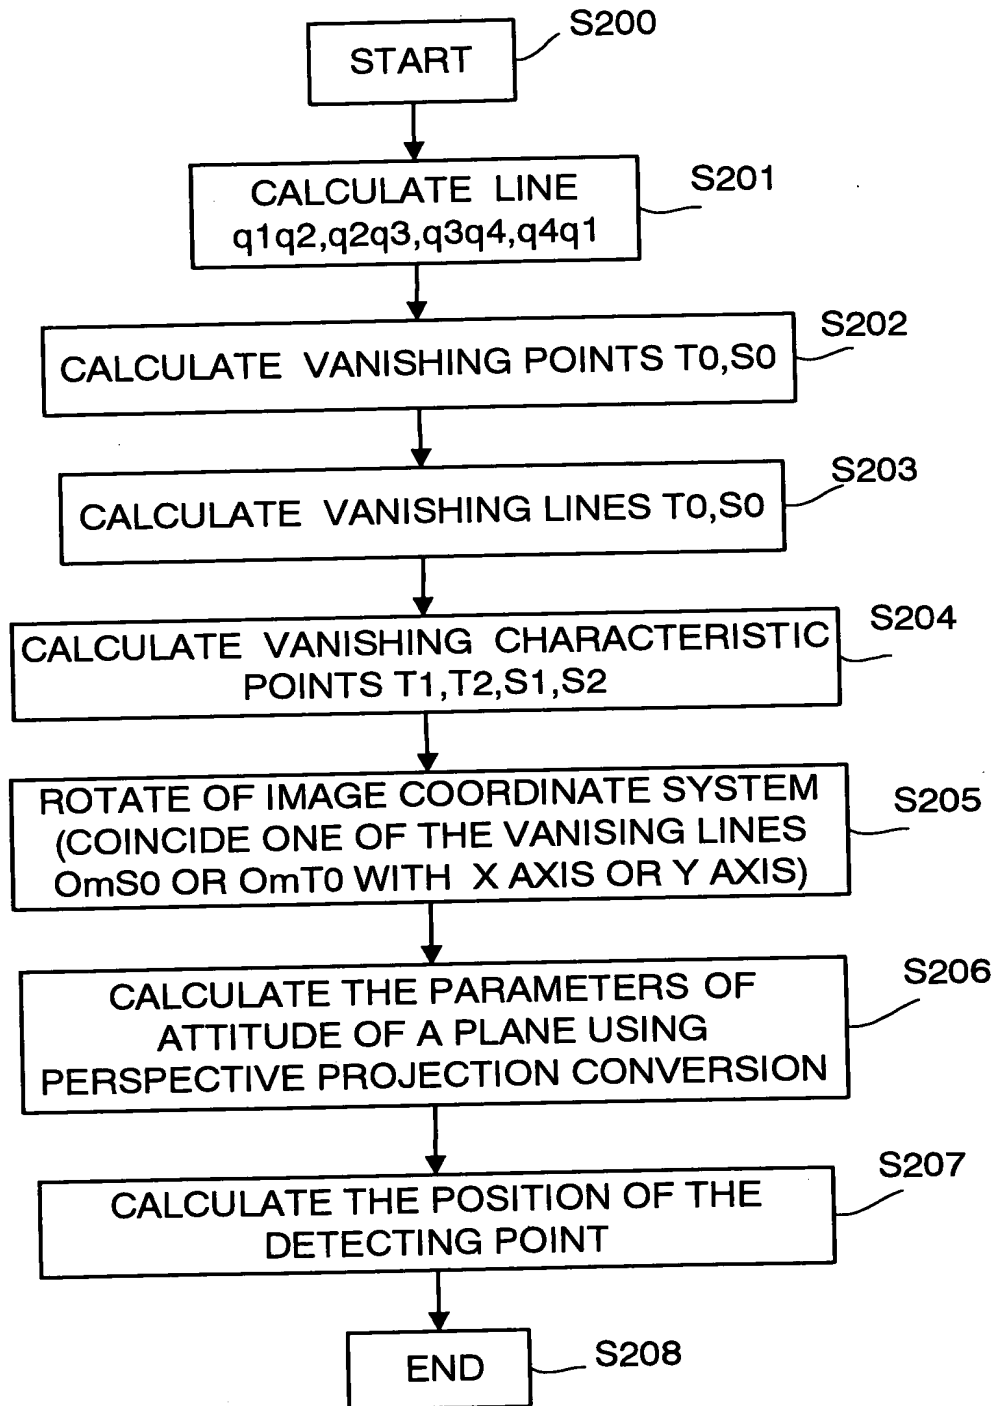 START
S200
CALCULATE LINE
q1q2,q2q3,q3q4,q4q1
S201
CALCULATE VANISHING POINTS T0,S0
S202
CALCULATE VANISHING LINES T0,S0
S203
CALCULATE VANISHING CHARACTERISTIC
POINTS T1,T2,S1,S2
S204
ROTATE OF IMAGE COORDINATE SYSTEM
(COINCIDE ONE OF THE VANISING LINES
OmS0 OR OmT0 WITH X AXIS OR Y AXIS)
S205
CALCULATE THE PARAMETERS OF
ATTITUDE OF A PLANE USING
PERSPECTIVE PROJECTION CONVERSION
S206
CALCULATE THE POSITION OF THE
DETECTING POINT
S207
END
S208